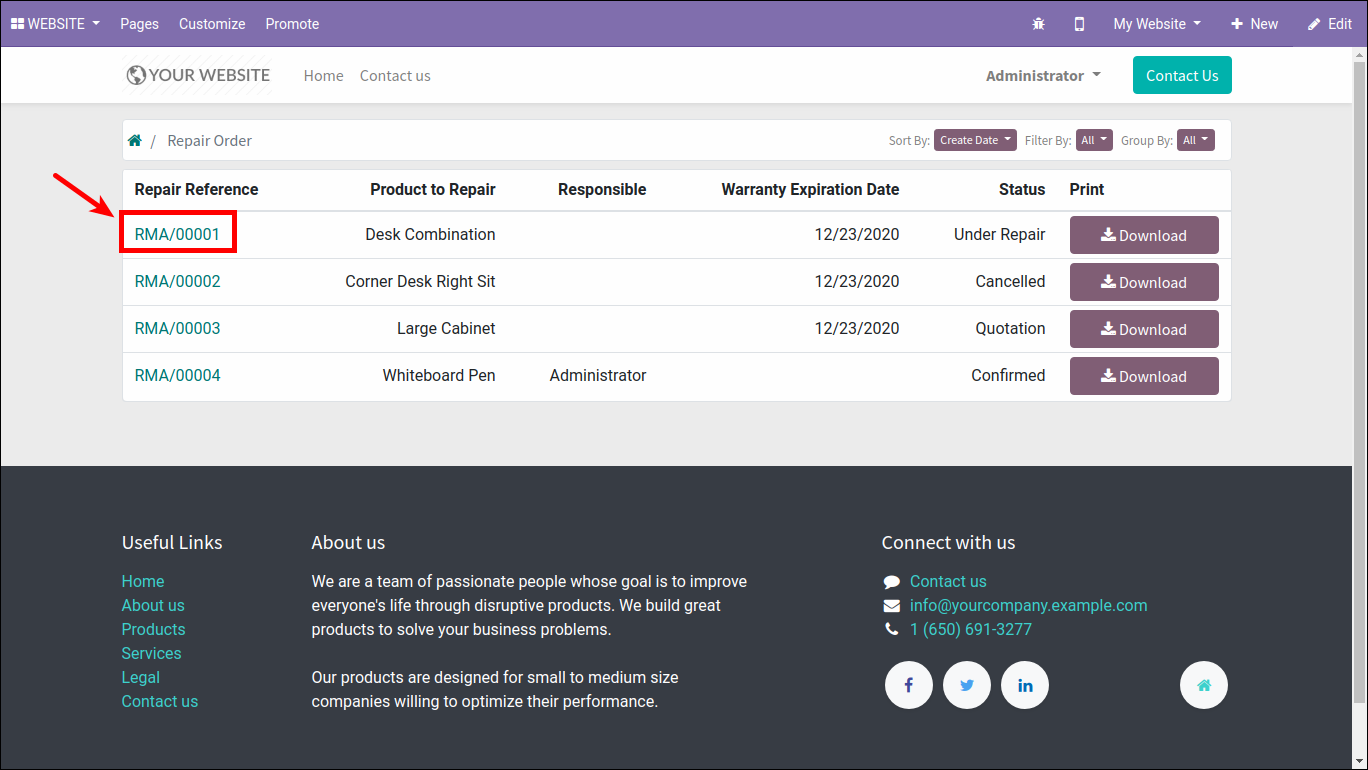 WEBSITE Pages Customize Promote My Website New Edit
YOUR WEBSITE Home Contact us Administrator Contact Us
/ Repair Order Sort By: Create Date Filter By: All Group By: All
Repair Reference Product to Repair Responsible Warranty Expiration Date Status Print
RMA/00001 Desk Combination 12/23/2020 Under Repair Download
RMA/00002 Corner Desk Right Sit 12/23/2020 Cancelled Download
RMA/00003 Large Cabinet 12/23/2020 Quotation Download
RMA/00004 Whiteboard Pen Administrator Confirmed Download
Useful Links
Home
About us
Products
Services
Legal
Contact us
About us
We are a team of passionate people whose goal is to improve
everyone's life through disruptive products. We build great
products to solve your business problems.
Our products are designed for small to medium size
companies willing to optimize their performance.
Connect with us
Contact us
info@yourcompany.example.com
1 (650) 691-3277